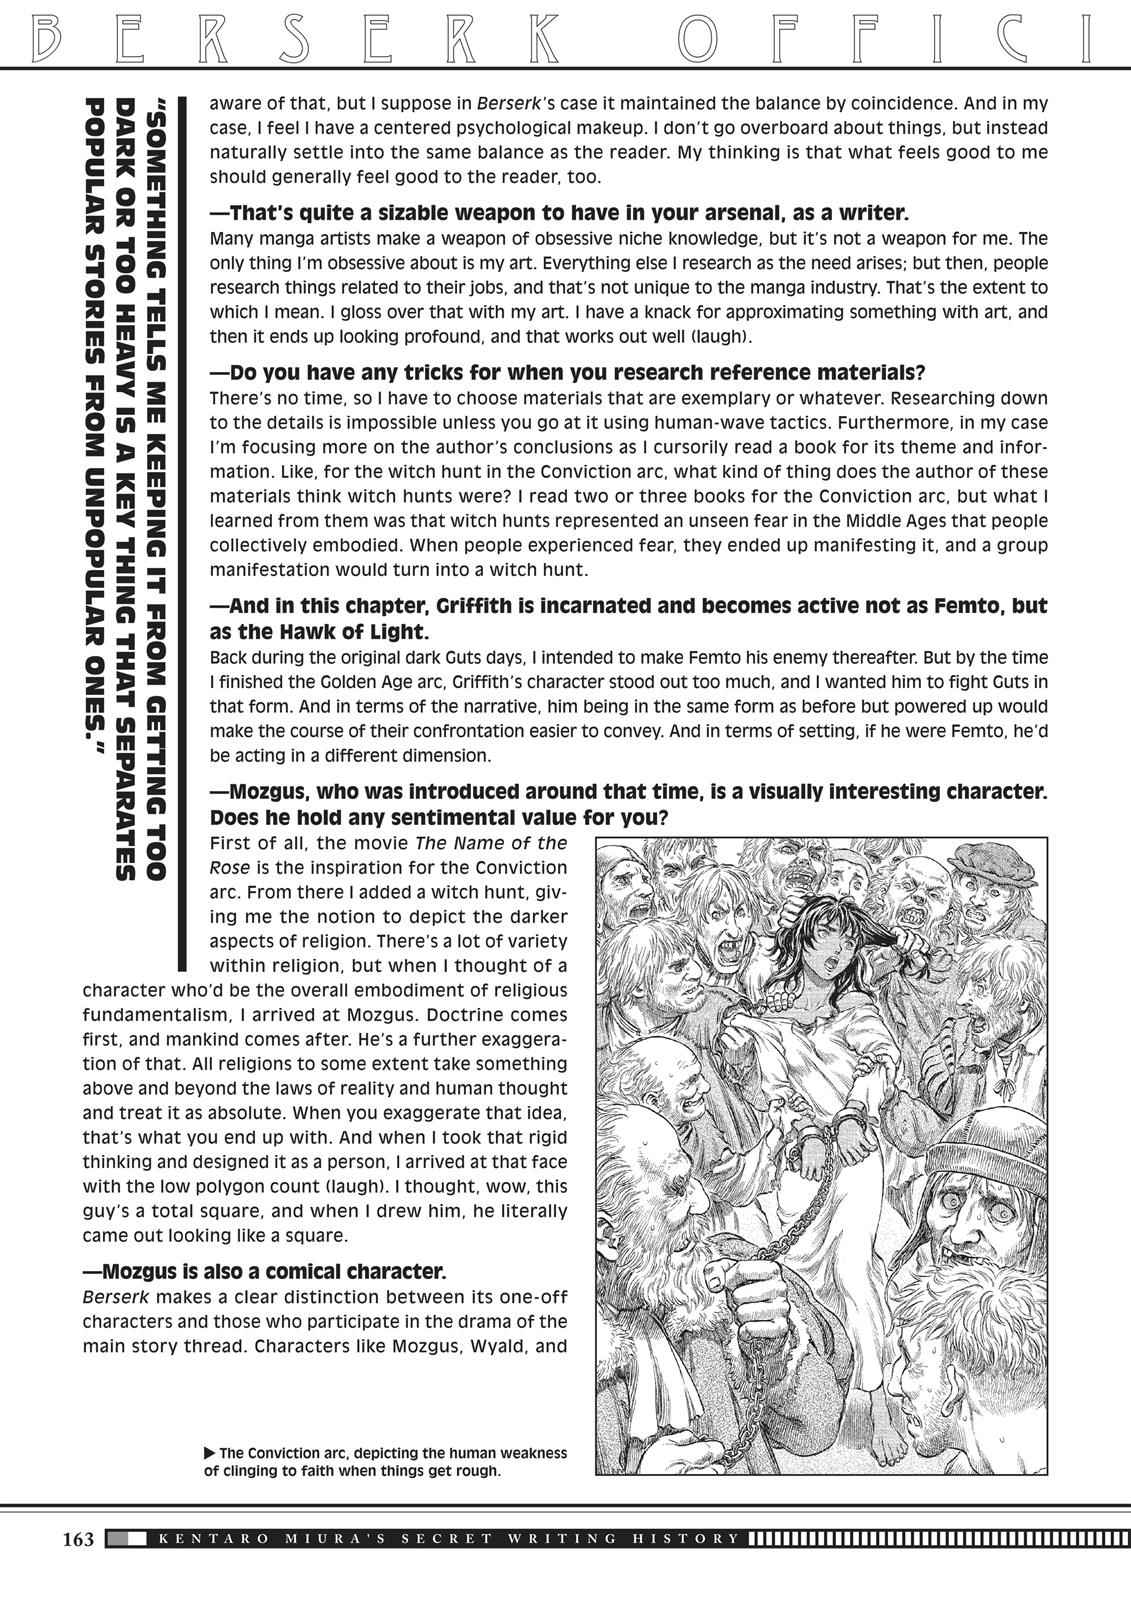 BERSERK OFFICI
"SOMETHING TELLS ME KEEPING IT FROM GETTING TOO
DARK OR TOO HEAVY IS A KEY THING THAT SEPARATES
POPULAR STORIES FROM UNPOPULAR ONES."
aware of that, but I suppose in Berserk's case it maintained the balance by coincidence. And in my
case, I feel I have a centered psychological makeup. I don't go overboard about things, but instead
naturally settle into the same balance as the reader. My thinking is that what feels good to me
should generally feel good to the reader, too.
—That's quite a sizable weapon to have in your arsenal, as a writer.
Many manga artists make a weapon of obsessive niche knowledge, but it's not a weapon for me. The
only thing I'm obsessive about is my art. Everything else I research as the need arises; but then, people
research things related to their jobs, and that's not unique to the manga industry. That's the extent to
which I mean. I gloss over that with my art. I have a knack for approximating something with art, and
then it ends up looking profound, and that works out well (laugh).
—Do you have any tricks for when you research reference materials?
There's no time, so I have to choose materials that are exemplary or whatever. Researching down
to the details is impossible unless you go at it using human-wave tactics. Furthermore, in my case
I'm focusing more on the author's conclusions as I cursorily read a book for its theme and infor-
mation. Like, for the witch hunt in the Conviction arc, what kind of thing does the author of these
materials think witch hunts were? I read two or three books for the Conviction arc, but what I
learned from them was that witch hunts represented an unseen fear in the Middle Ages that people
collectively embodied. When people experienced fear, they ended up manifesting it, and a group
manifestation would turn into a witch hunt.
—And in this chapter, Griffith is incarnated and becomes active not as Femto, but
as the Hawk of Light.
Back during the original dark Guts days, I intended to make Femto his enemy thereafter. But by the time
I finished the Golden Age arc, Griffith's character stood out too much, and I wanted him to fight Guts in
that form. And in terms of the narrative, him being in the same form as before but powered up would
make the course of their confrontation easier to convey. And in terms of setting, if he were Femto, he'd
be acting in a different dimension.
—Mozgus, who was introduced around that time, is a visually interesting character.
Does he hold any sentimental value for you?
First of all, the movie The Name of the
Rose is the inspiration for the Conviction
arc. From there I added a witch hunt, giv-
ing me the notion to depict the darker
aspects of religion. There's a lot of variety
within religion, but when I thought of a
character who'd be the overall embodiment of religious
fundamentalism, I arrived at Mozgus. Doctrine comes
first, and mankind comes after. He's a further exaggera-
tion of that. All religions to some extent take something
above and beyond the laws of reality and human thought
and treat it as absolute. When you exaggerate that idea,
that's what you end up with. And when I took that rigid
thinking and designed it as a person, I arrived at that face
with the low polygon count (laugh). I thought, wow, this
guy's a total square, and when I drew him, he literally
came out looking like a square.
—Mozgus is also a comical character.
Berserk makes a clear distinction between its one-off
characters and those who participate in the drama of the
main story thread. Characters like Mozgus, Wyald, and
▶ The Conviction arc, depicting the human weakness
of clinging to faith when things get rough.
163 KENTARO MIURA'S SECRET WRITING HISTORY